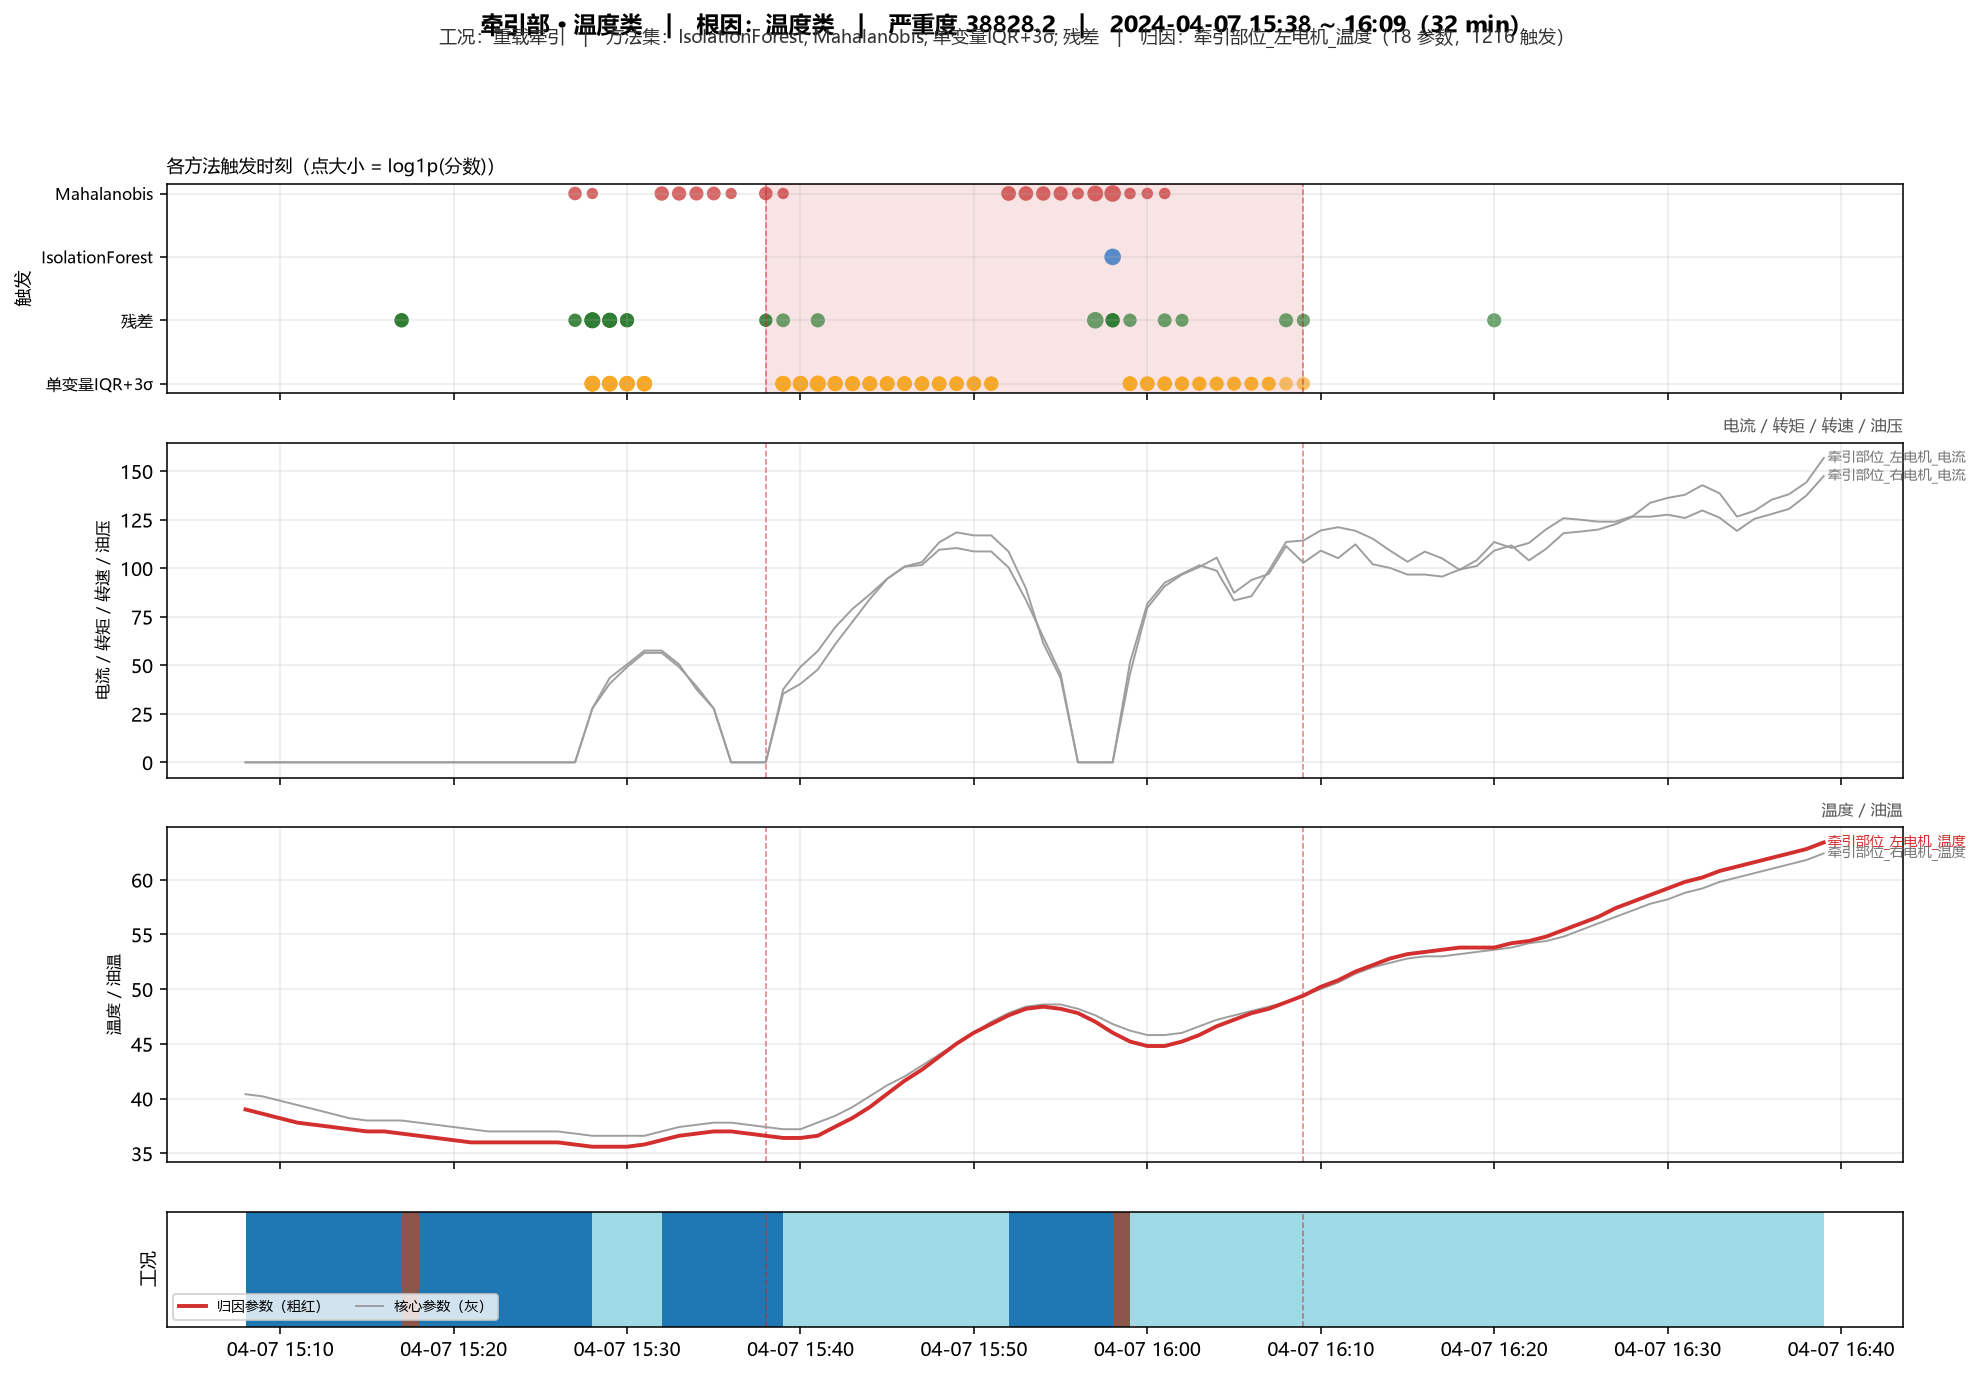 牵引部 • 温度类 | 根因：温度类 | 严重度 38828.2 | 2024-04-07 15:38 ~ 16:09（32 min）
工况：重载牵引 | 方法集：IsolationForest, Mahalanobis, 单变量IQR+3σ, 残差 | 归因：牵引部位_左电机_温度（18 参数，1216 触发）
各方法触发时刻（点大小 = log1p(分数)）
触发
Mahalanobis
IsolationForest
残差
单变量IQR+3σ
电流 / 转矩 / 转速 / 油压
电流 / 转矩 / 转速 / 油压
150
125
100
75
50
25
0
牵引部位_左电机_电流
牵引部位_右电机_电流
温度 / 油温
温度 / 油温
60
55
50
45
40
35
牵引部位_左电机_温度
牵引部位_右电机_温度
工况
归因参数（粗红）
核心参数（灰）
04-07 15:10
04-07 15:20
04-07 15:30
04-07 15:40
04-07 15:50
04-07 16:00
04-07 16:10
04-07 16:20
04-07 16:30
04-07 16:40